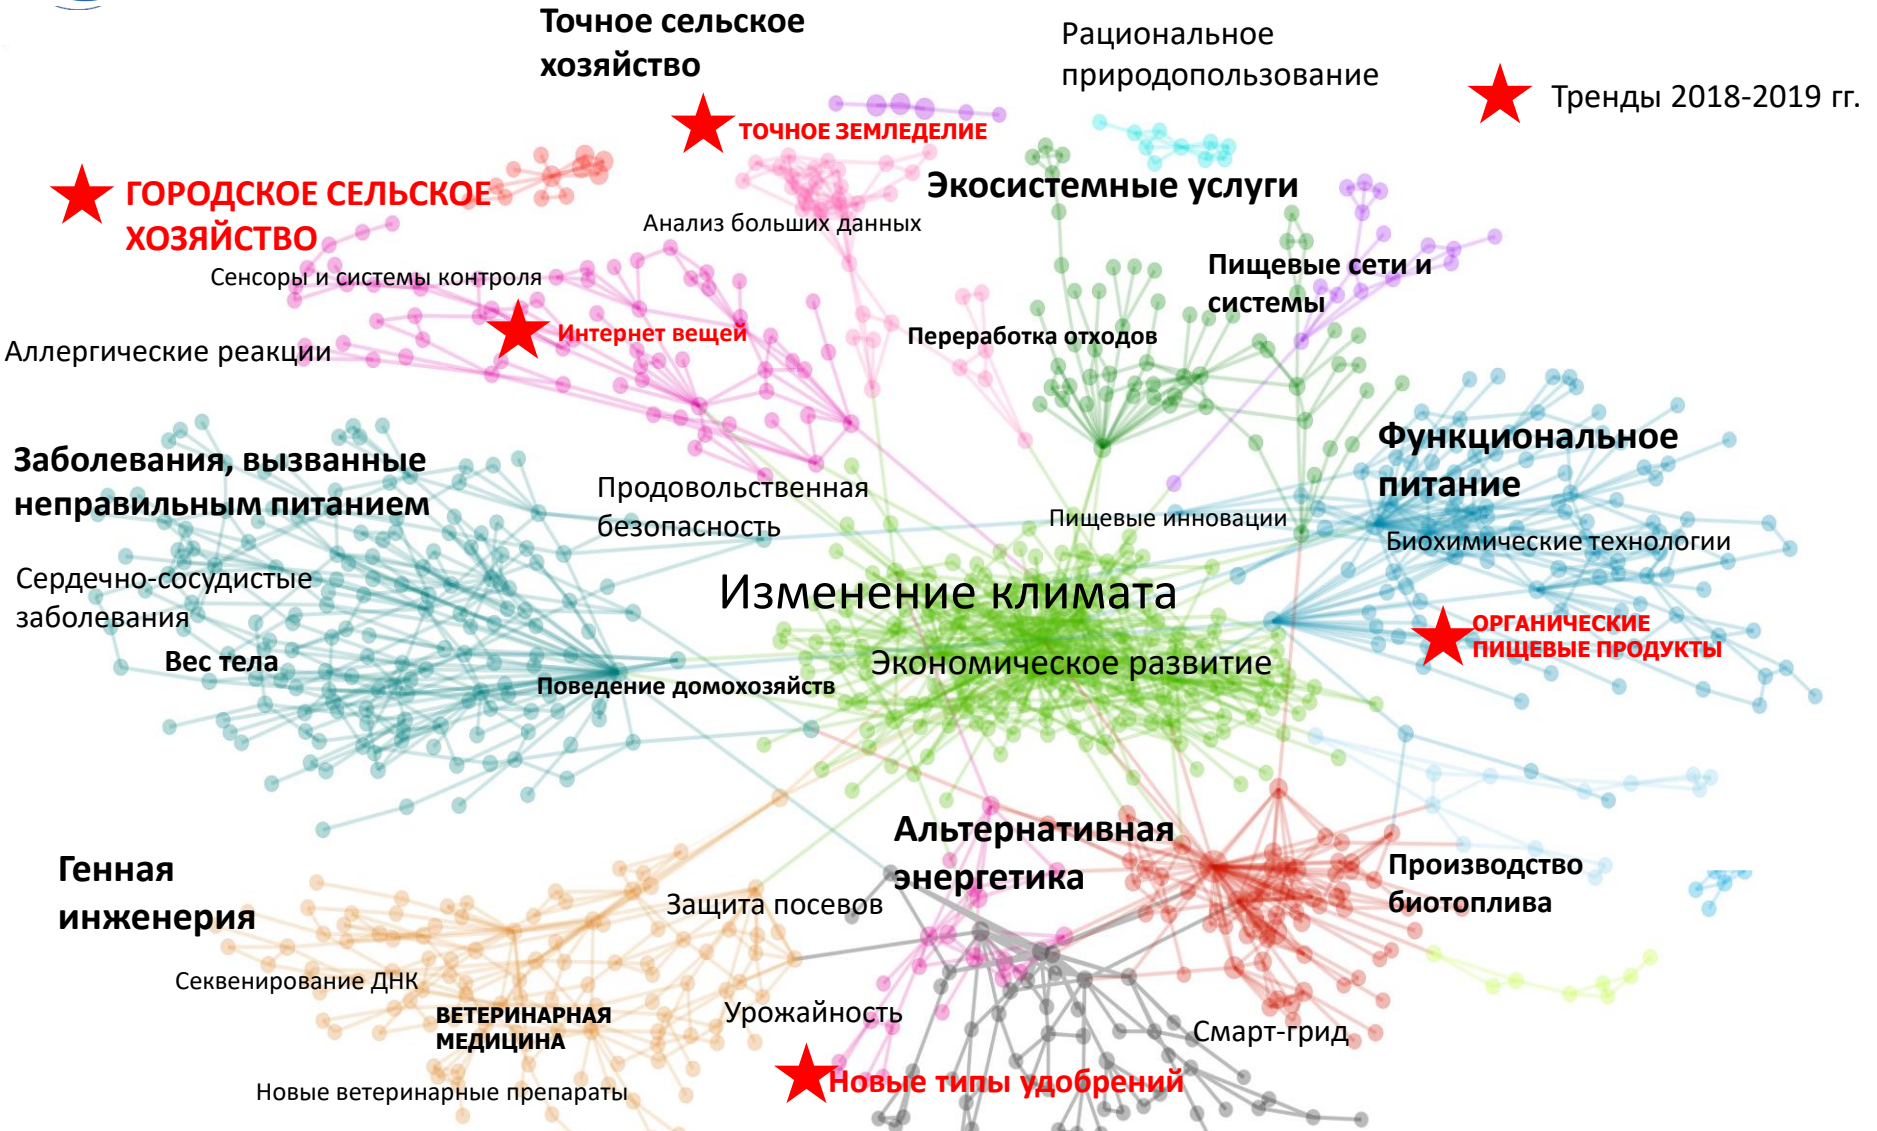 Точное сельское
хозяйство
Рациональное
природопользование
Тренды 2018-2019 гг.
ТОЧНОЕ ЗЕМЛЕДЕЛИЕ
ГОРОДСКОЕ СЕЛЬСКОЕ
ХОЗЯЙСТВО
Экосистемные услуги
Анализ больших данных
Сенсоры и системы контроля
Пищевые сети и
системы
Интернет вещей
Переработка отходов
Аллергические реакции
Заболевания, вызванные
неправильным питанием
Функциональное
питание
Продовольственная
безопасность
Пищевые инновации
Биохимические технологии
Сердечно-сосудистые
заболевания
Изменение климата
ОРГАНИЧЕСКИЕ
ПИЩЕВЫЕ ПРОДУКТЫ
Вес тела
Экономическое развитие
Поведение домохозяйств
Альтернативная
энергетика
Генная
инженерия
Производство
биотоплива
Защита посевов
Секвенирование ДНК
ВЕТЕРИНАРНАЯ
МЕДИЦИНА
Урожайность
Смарт-грид
Новые типы удобрений
Новые ветеринарные препараты